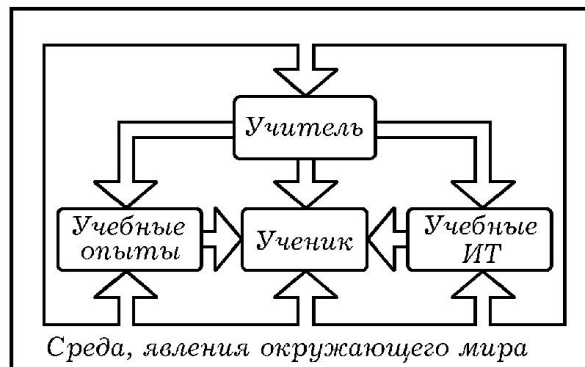 Учитель
Учебные
опыты
Ученик
Учебные
ИТ
Среда, явления окружающего мира